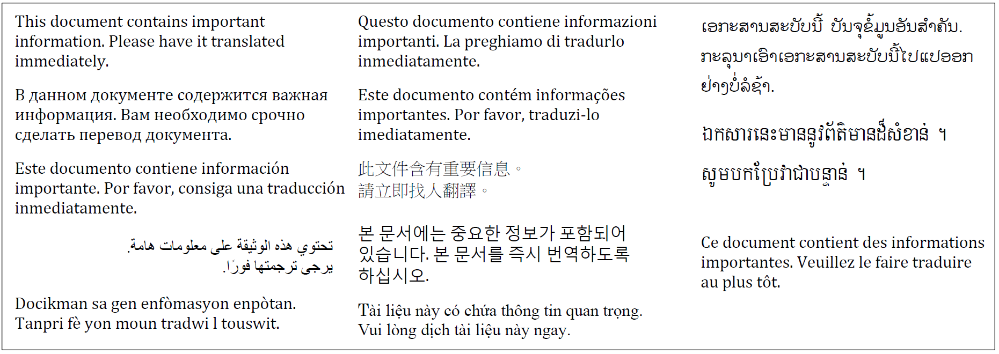 This document contains important
information. Please have it translated
immediately.
В данном документе содержится важная
информация. Вам необходимо срочно
сделать перевод документа.
Este documento contiene información
importante. Por favor, consiga una traducción
inmediatamente.
تحتوي هذه الوثيقة على معلومات هامة.
يرجى ترجمتها فورًا.
Docikman sa gen enfòmasyon enpòtan.
Tanpri fè yon moun tradwi l touswit.
Questo documento contiene informazioni
importanti. La preghiamo di tradurlo
inmediatamente.
Este documento contém informações
importantes. Por favor, traduzi-lo
imediatamente.
此文件含有重要信息。
請立即找人翻譯。
본 문서에는 중요한 정보가 포함되어
있습니다. 본 문서를 즉시 번역하도록
하십시오.
Tài liệu này có chứa thông tin quan trọng.
Vui lòng dịch tài liệu này ngay.
ເອກະສານສະບັບນີ້ ບັນຈຸຂໍ້ມູນອັນສຳຄັນ.
ກະລຸນາເອົາເອກະສານສະບັບນີ້ໄປແປອອກ
ຢ່າງບໍ່ລໍຊ້າ.
ឯកសារនេះមាននូវព័ត៌មានដ៏សំខាន់ ។
សូមបកប្រែវាជាបន្ទាន់ ។
Ce document contient des informations
importantes. Veuillez le faire traduire
au plus tôt.